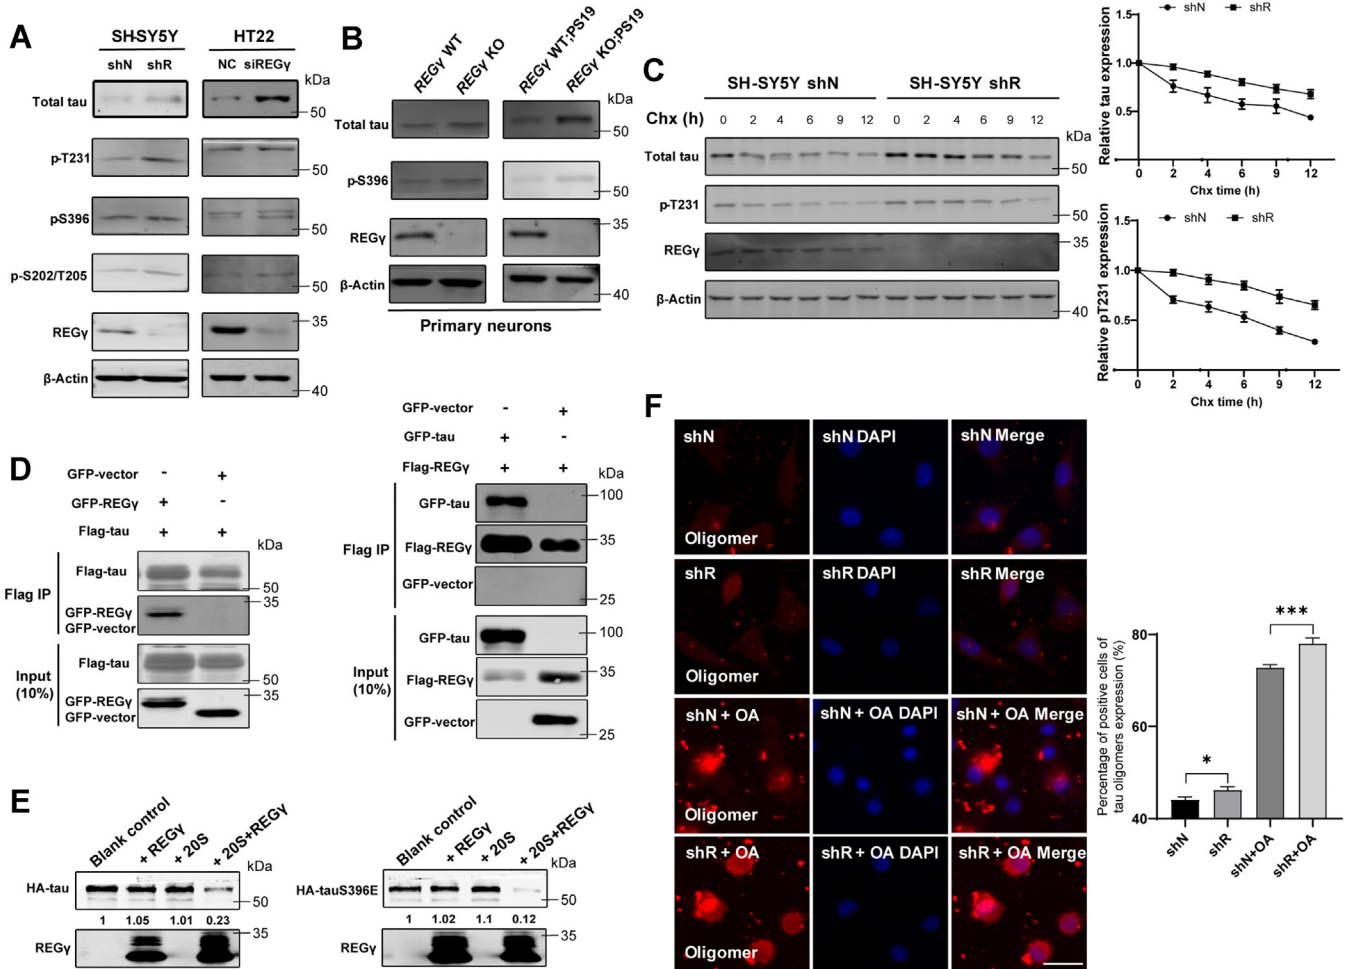 A
SH-SY5Y HT22
shN shR NC siREGγ
kDa
Total tau
50
p-T231
50
p-S396
50
p-S202/T205
50
REGγ
35
β-Actin
40
B
REGγ WT REGγ KO REGγ WT;PS19 REGγ KO;PS19
kDa
Total tau
50
p-S396
50
REGγ
35
β-Actin
40
Primary neurons
C
SH-SY5Y shN SH-SY5Y shR
Chx (h) 0 2 4 6 9 12 0 2 4 6 9 12
kDa
Total tau
50
p-T231
50
REGγ
35
β-Actin
40
shN shR
Relative tau expression
1.5
1.0
0.5
0 2 4 6 9 12
Chx time (h)
shN shR
Relative pT231 expression
1.5
1.0
0.5
0 2 4 6 9 12
Chx time (h)
D
GFP-vector - +
GFP-REGγ + -
Flag-tau + +
kDa
Flag IP
Flag-tau
50
35
GFP-REGγ
GFP-vector
25
Input
(10%)
Flag-tau
50
35
GFP-REGγ
GFP-vector
GFP-vector - +
GFP-tau + -
Flag-REGγ + +
kDa
Flag IP
GFP-tau
100
Flag-REGγ
35
GFP-vector
25
Input
(10%)
GFP-tau
100
Flag-REGγ
35
GFP-vector
25
E
Blank control + REGγ + 20S + 20S+REGγ
kDa
HA-tau
50
1 1.05 1.01 0.23
REGγ
35
Blank control + REGγ + 20S + 20S+REGγ
kDa
HA-tauS396E
50
1 1.02 1.1 0.12
REGγ
35
F
shN shN DAPI shN Merge
Oligomer
shR shR DAPI shR Merge
Oligomer
shN + OA shN + OA DAPI shN + OA Merge
Oligomer
shR + OA shR + OA DAPI shR + OA Merge
Oligomer
Percentage of positive cells of
tau oligomers expression (%)
80
60
40
*
***
shN shR shN+OA shR+OA